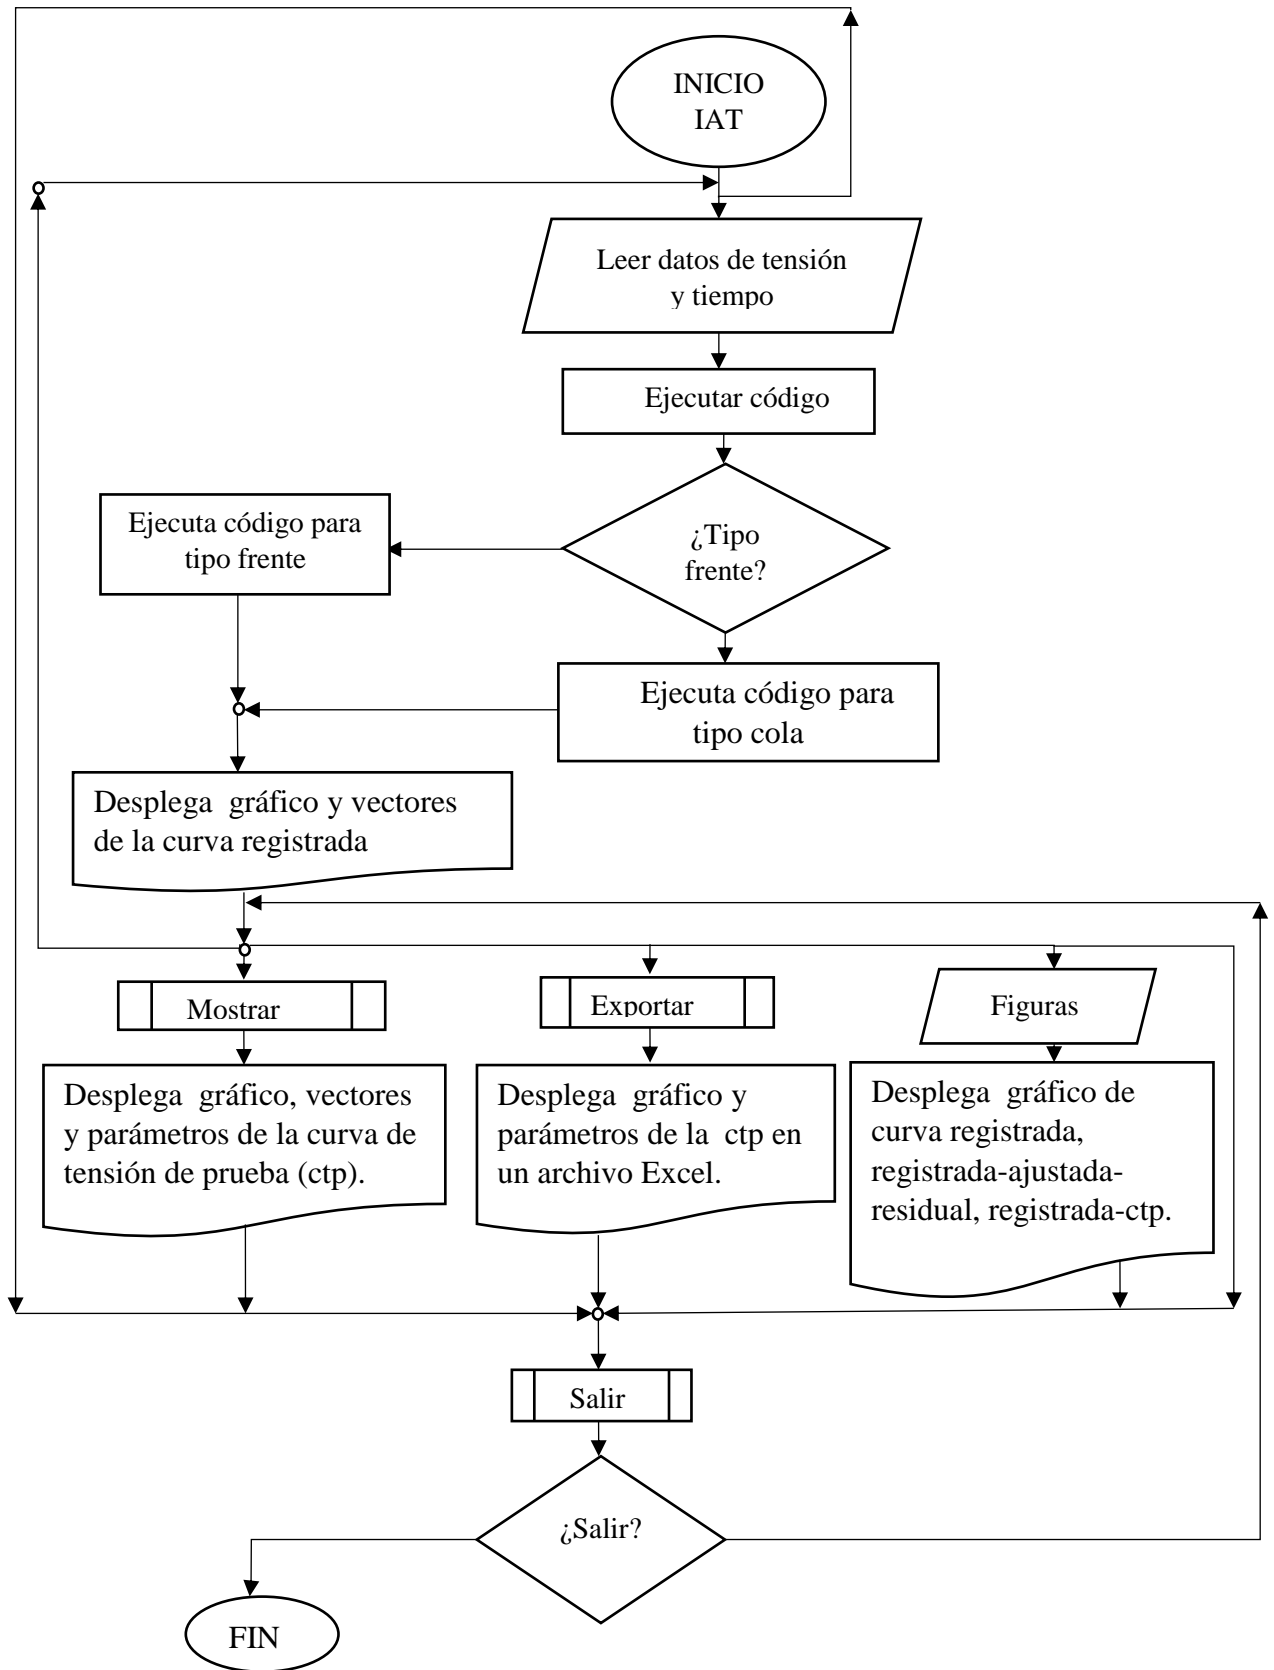 INICIO
IAT
Leer datos de tensión
y tiempo
Ejecutar código
¿Tipo
frente?
Ejecuta código para
tipo frente
Ejecuta código para
tipo cola
Desplega gráfico y vectores
de la curva registrada
Mostrar
Exportar
Figuras
Desplega gráfico, vectores
y parámetros de la curva de
tensión de prueba (ctp).
Desplega gráfico y
parámetros de la ctp en
un archivo Excel.
Desplega gráfico de
curva registrada,
registrada-ajustada-
residual, registrada-ctp.
Salir
¿Salir?
FIN